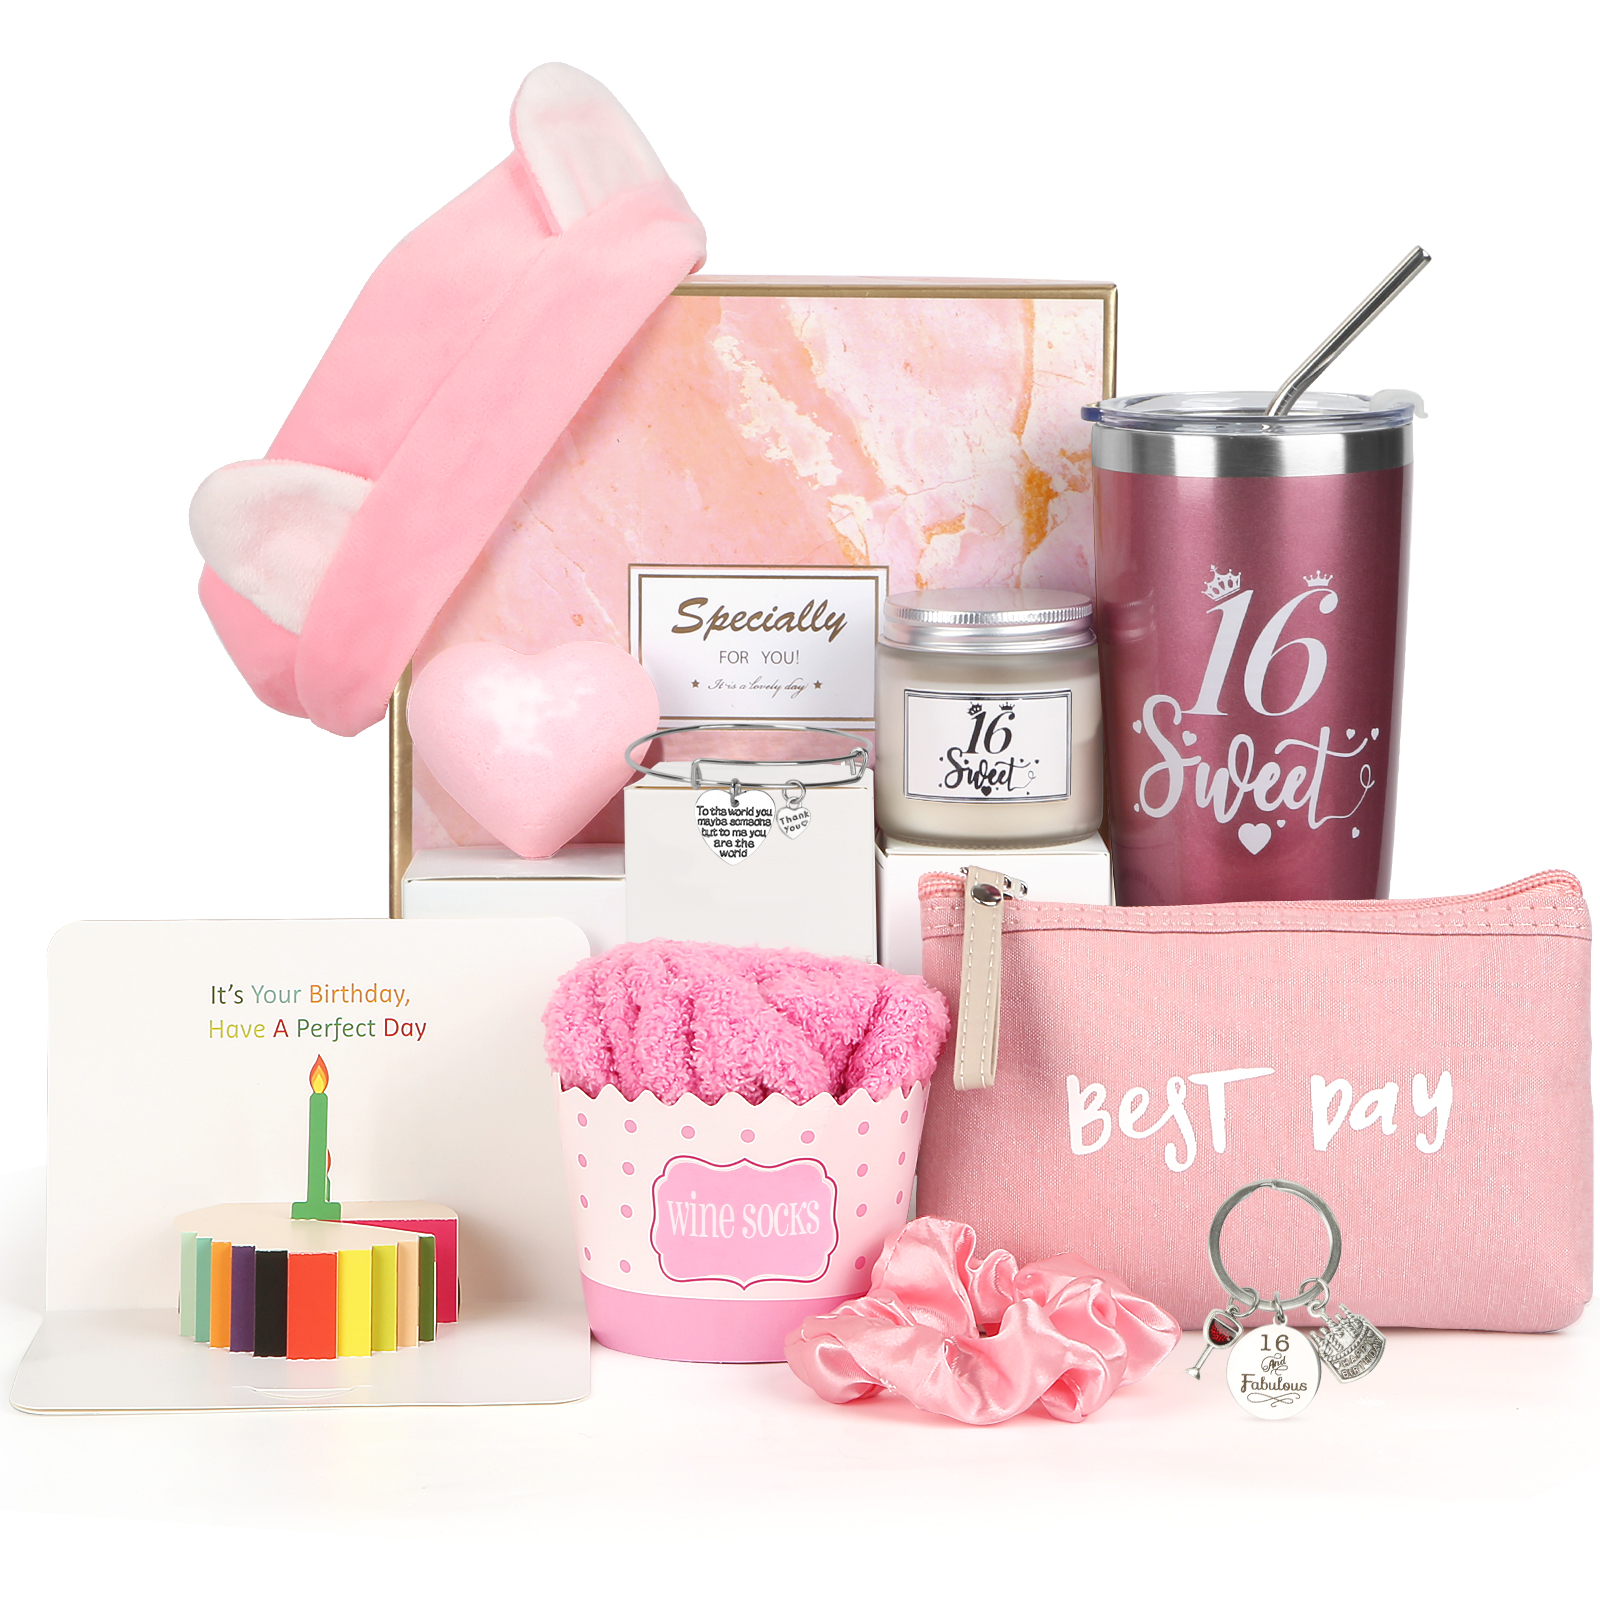 Specially
FOR YOU!
It is a lovely day
16
Sweet
16
Sweet
To the world you
maybe someone
but to me you
are the
world
Thank
you
It's Your Birthday,
Have A Perfect Day
wine socks
BesT Day
16
And
Fabulous
HAPPY
BIRTHDAY